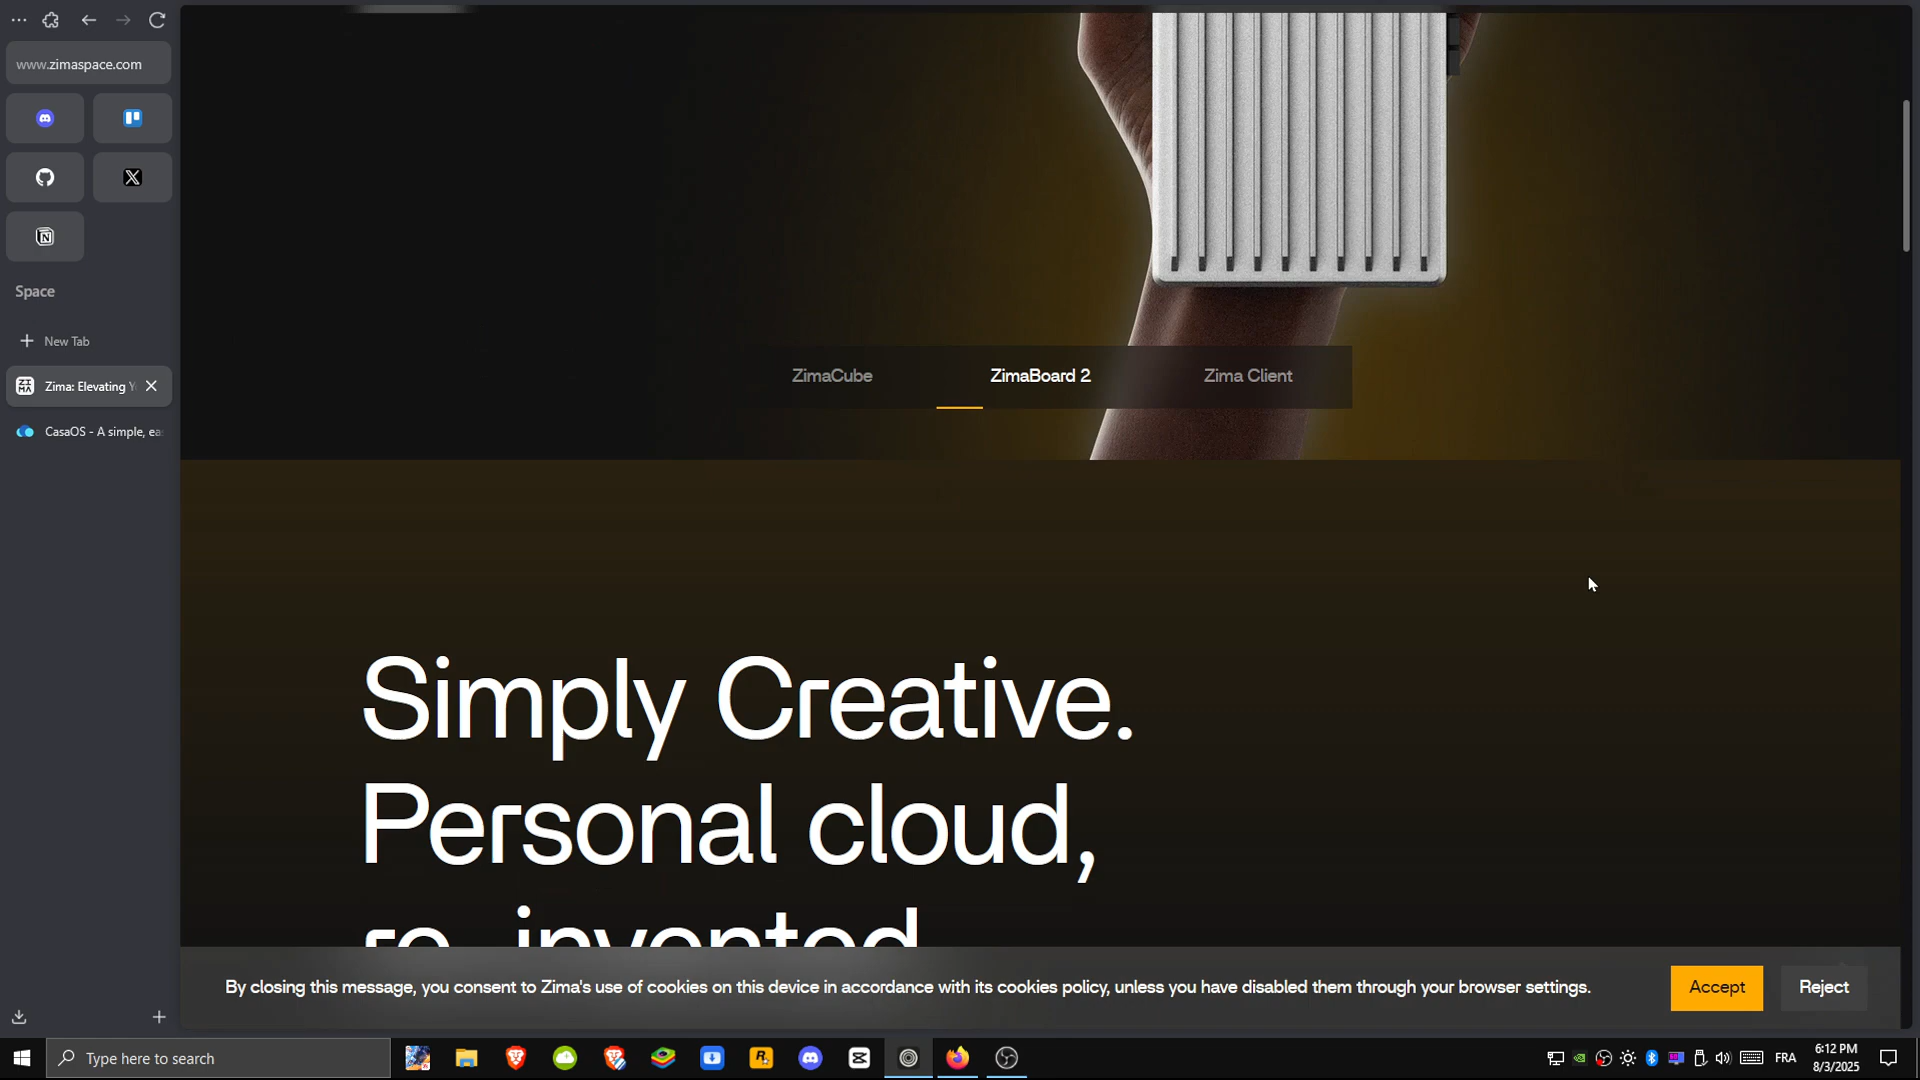 www.zimaspace.com
Space
New Tab
Zima: Elevating Y
CasaOS - A simple, ea
ZimaCube
ZimaBoard 2
Zima Client
Simply Creative.
Personal cloud,
re-invented
By closing this message, you consent to Zima's use of cookies on this device in accordance with its cookies policy, unless you have disabled them through your browser settings.
Accept
Reject
Type here to search
FRA
6:12 PM
8/3/2025